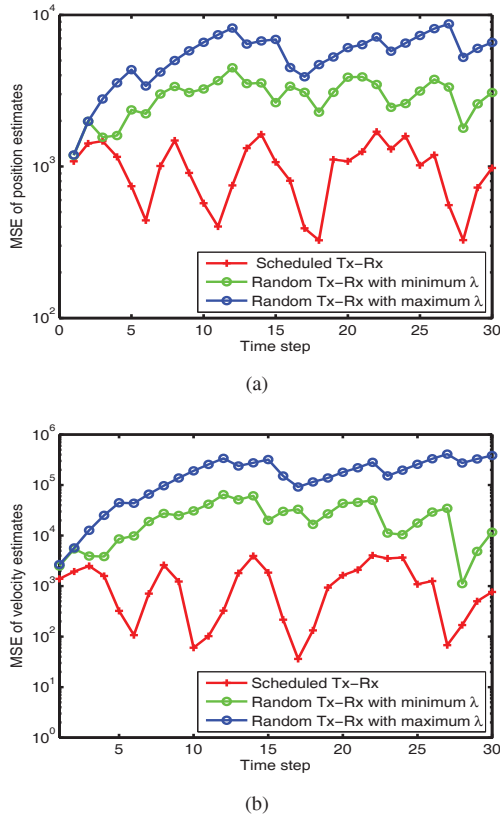 10^4
10^3
10^2
MSE of position estimates
0 5 10 15 20 25 30
Time step
Scheduled Tx-Rx
Random Tx-Rx with minimum λ
Random Tx-Rx with maximum λ
(a)
10^6
10^5
10^4
10^3
10^2
10^1
10^0
MSE of velocity estimates
5 10 15 20 25 30
Time step
Scheduled Tx-Rx
Random Tx-Rx with minimum λ
Random Tx-Rx with maximum λ
(b)